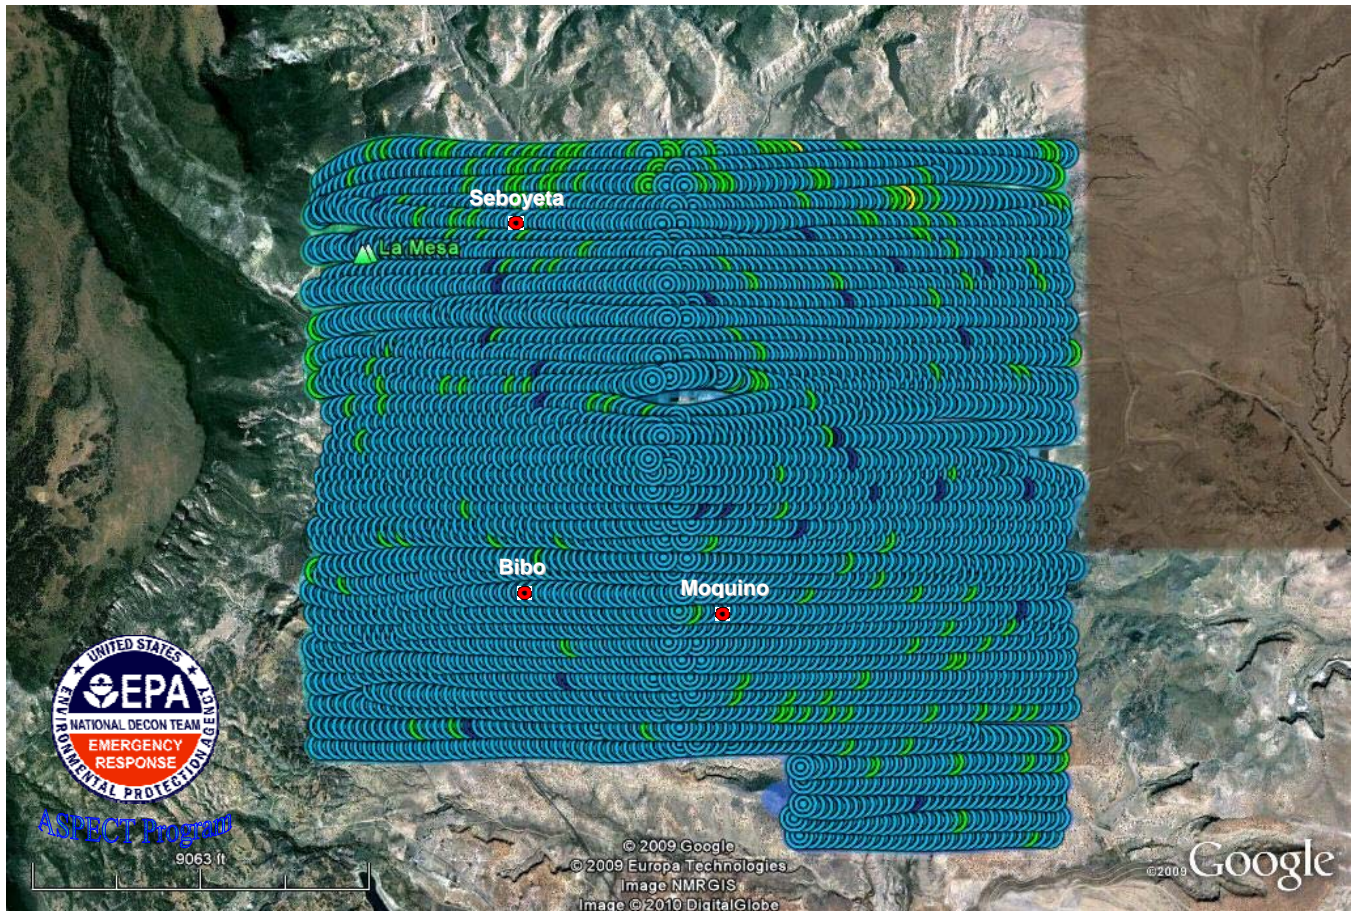 Seboyeta
La Mesa
Bibo
Moquino
UNITED STATES
ENVIRONMENTAL PROTECTION AGENCY
EPA
NATIONAL DECON TEAM
EMERGENCY
RESPONSE
ASPECT Program
9063 ft
© 2009 Google
© 2009 Europa Technologies
Image NMRGIS
Image © 2010 DigitalGlobe
©2009 Google